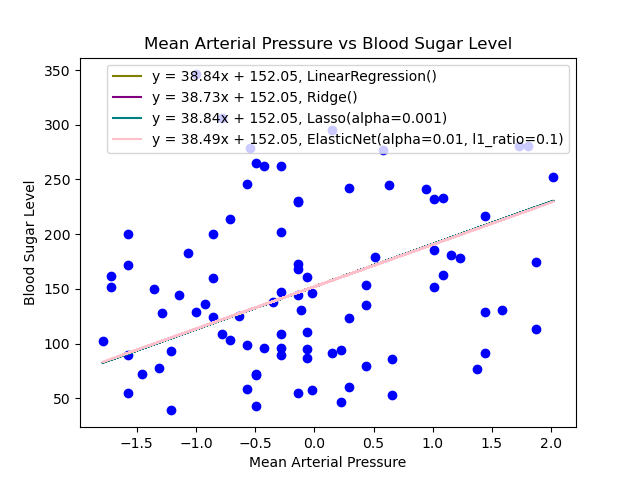 Mean Arterial Pressure vs Blood Sugar Level
y = 38.84x + 152.05, LinearRegression()
y = 38.73x + 152.05, Ridge()
y = 38.84x + 152.05, Lasso(alpha=0.001)
y = 38.49x + 152.05, ElasticNet(alpha=0.01, l1_ratio=0.1)
Blood Sugar Level
350
300
250
200
150
100
50
−1.5 −1.0 −0.5 0.0 0.5 1.0 1.5 2.0
Mean Arterial Pressure